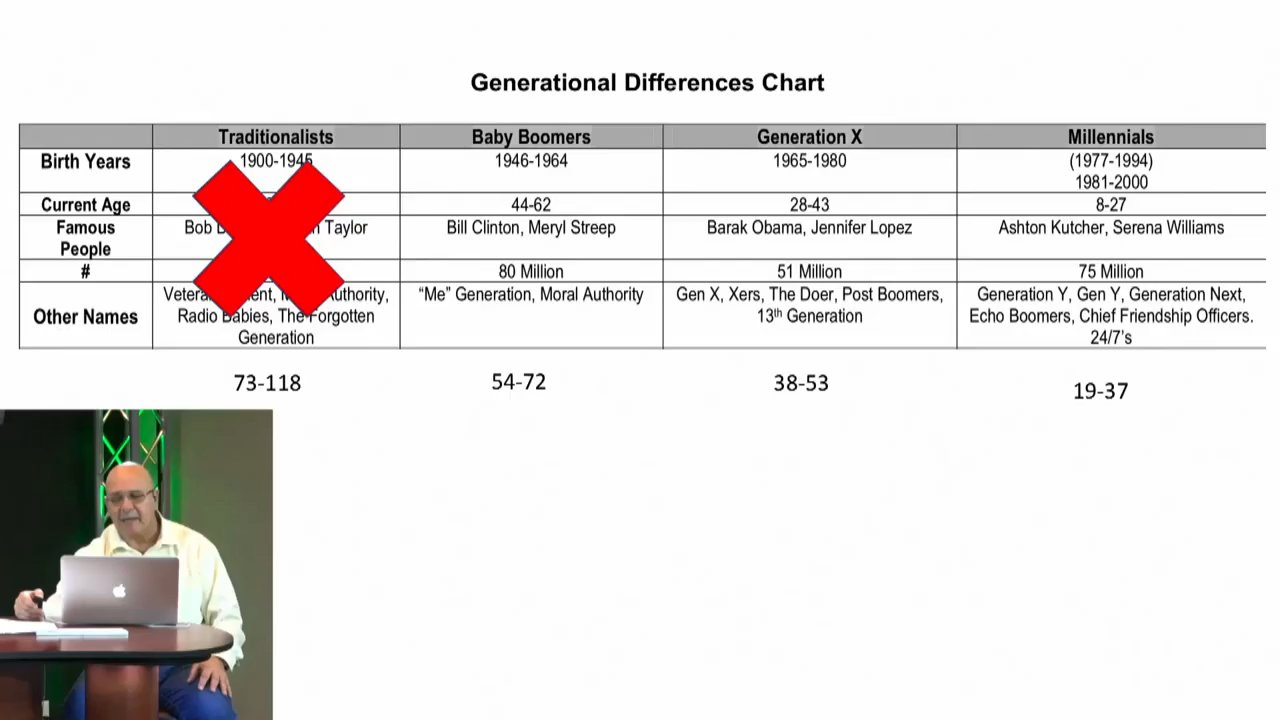 Generational Differences Chart
Traditionalists Baby Boomers Generation X Millennials
Birth Years 1900-1945 1946-1964 1965-1980 (1977-1994)
1981-2000
Current Age 44-62 28-43 8-27
Famous Bob Taylor Bill Clinton, Meryl Streep Barak Obama, Jennifer Lopez Ashton Kutcher, Serena Williams
People
# 80 Million 51 Million 75 Million
Other Names
“Me” Generation, Moral Authority
Gen X, Xers, The Doer, Post Boomers,
13th Generation
Generation Y, Gen Y, Generation Next,
Echo Boomers, Chief Friendship Officers.
24/7’s
Authority,
Radio Babies, The Forgotten
Generation
73-118 54-72 38-53 19-37